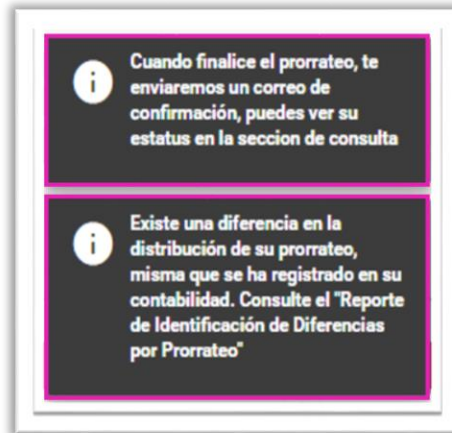 Cuando finalice el prorrateo, te
enviaremos un correo de
confirmación, puedes ver su
estatus en la seccion de consulta
Existe una diferencia en la
distribución de su prorrateo,
misma que se ha registrado en su
contabilidad. Consulte el "Reporte
de Identificación de Diferencias
por Prorrateo"